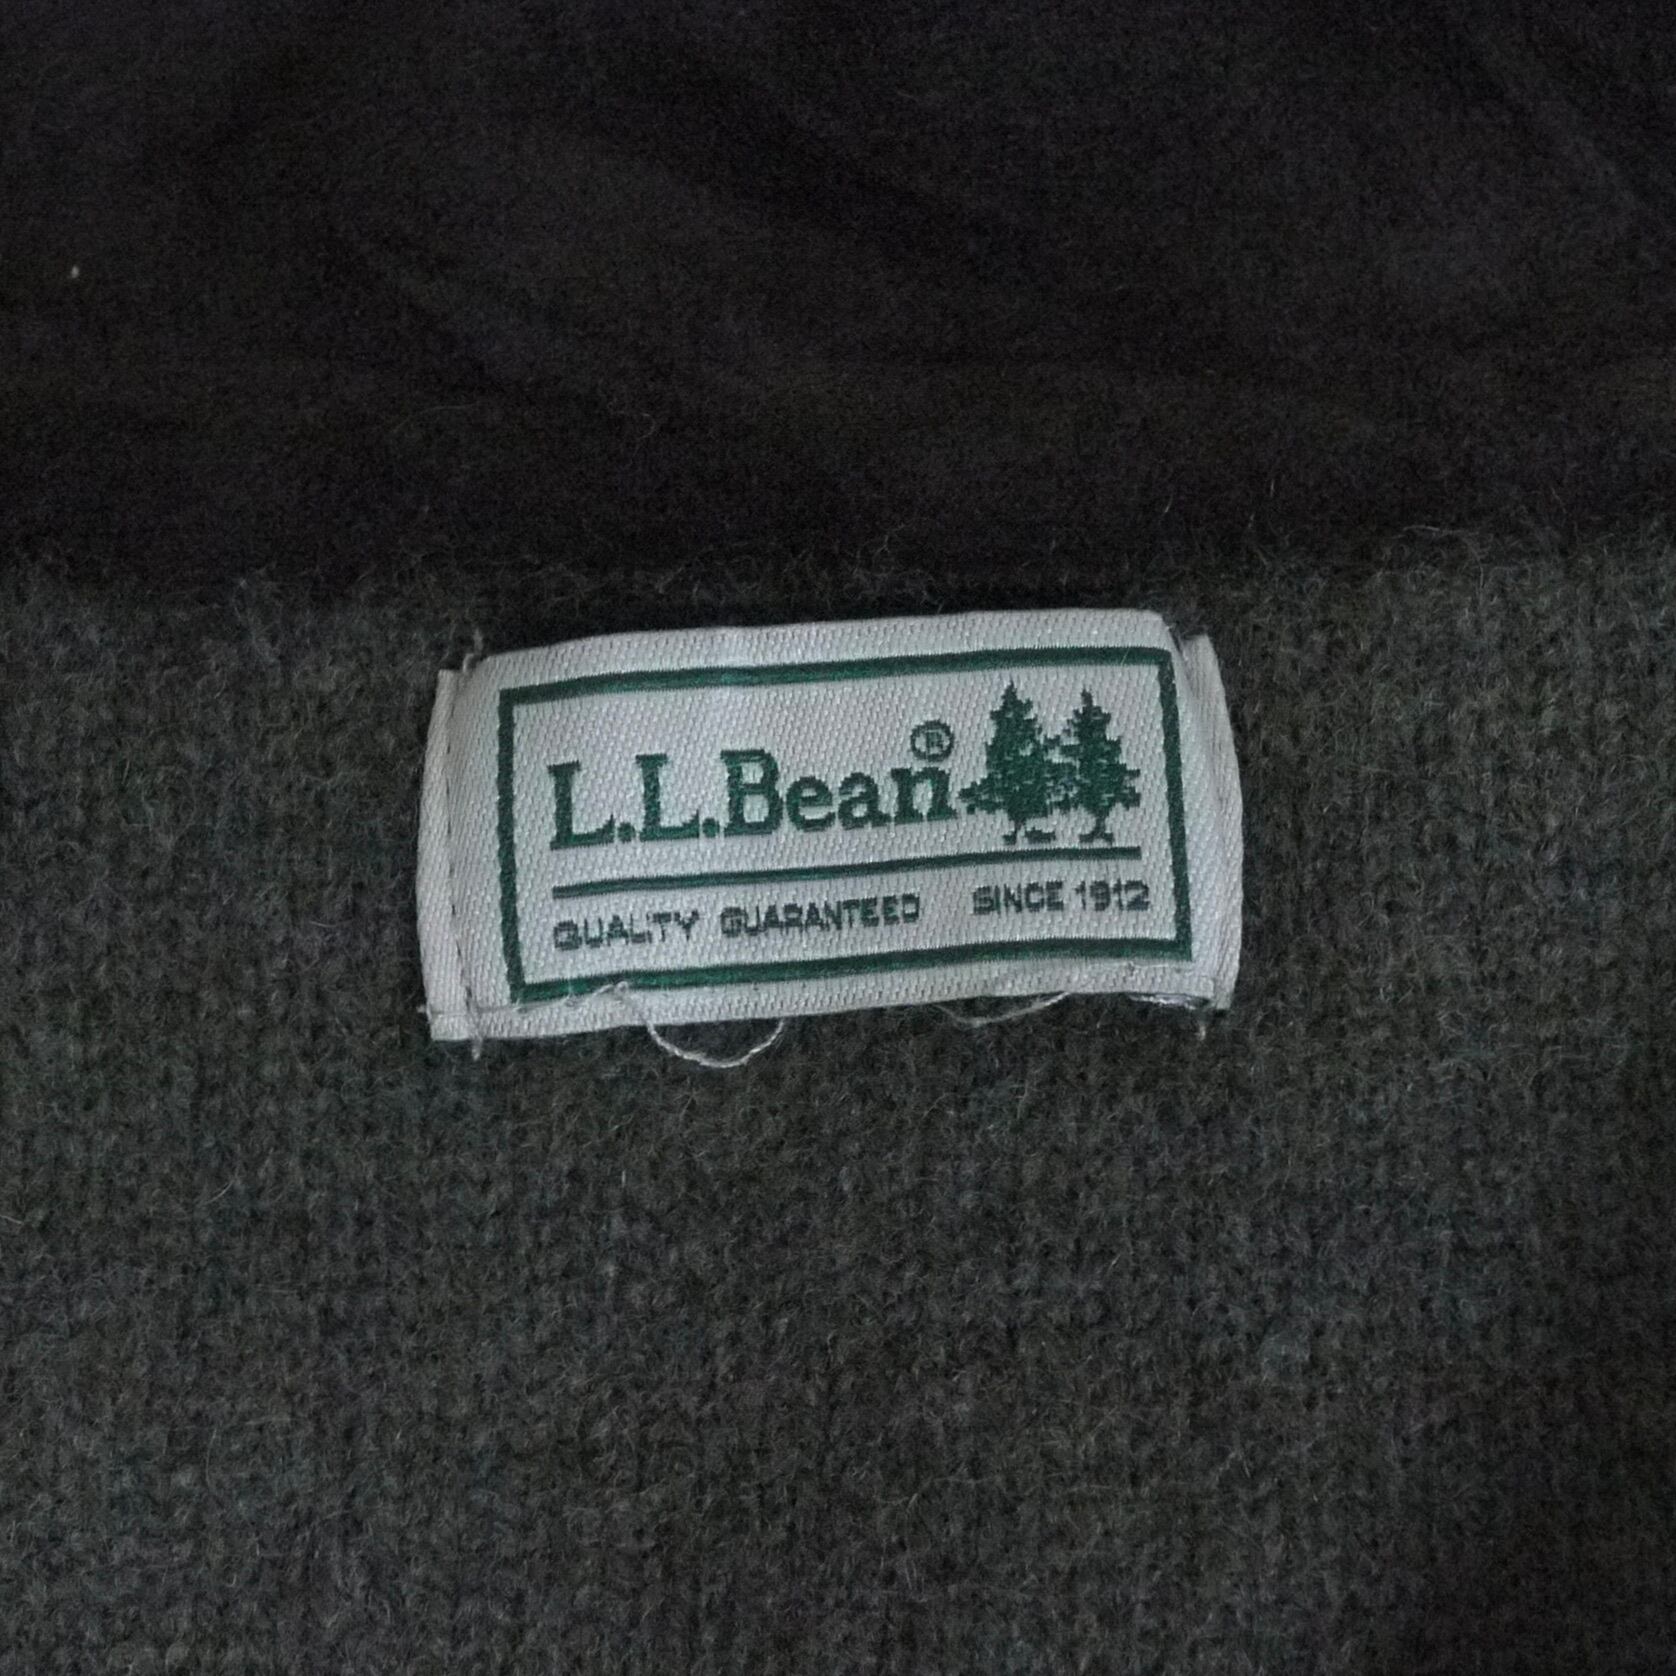 L.L.Bean®
QUALITY GUARANTEED SINCE 1912